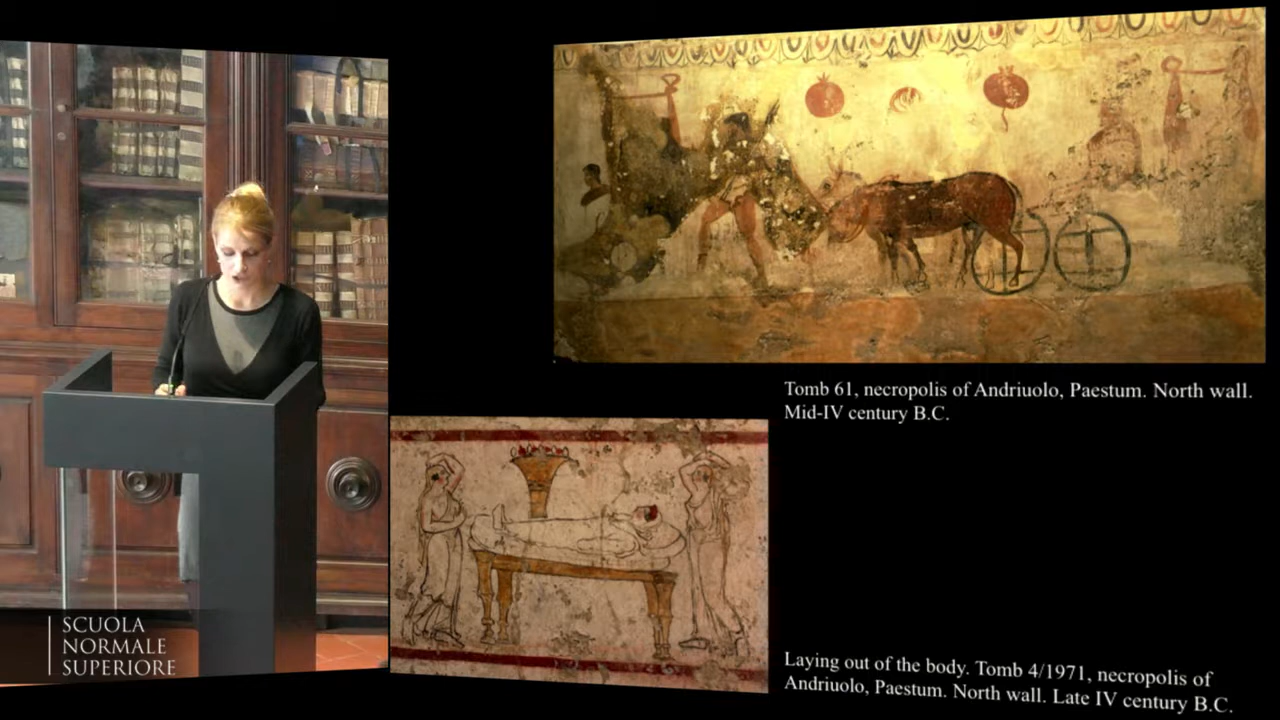 Tomb 61, necropolis of Andriuolo, Paestum. North wall.
Mid-IV century B.C.
Laying out of the body. Tomb 4/1971, necropolis of
Andriuolo, Paestum. North wall. Late IV century B.C.
SCUOLA
NORMALE
SUPERIORE